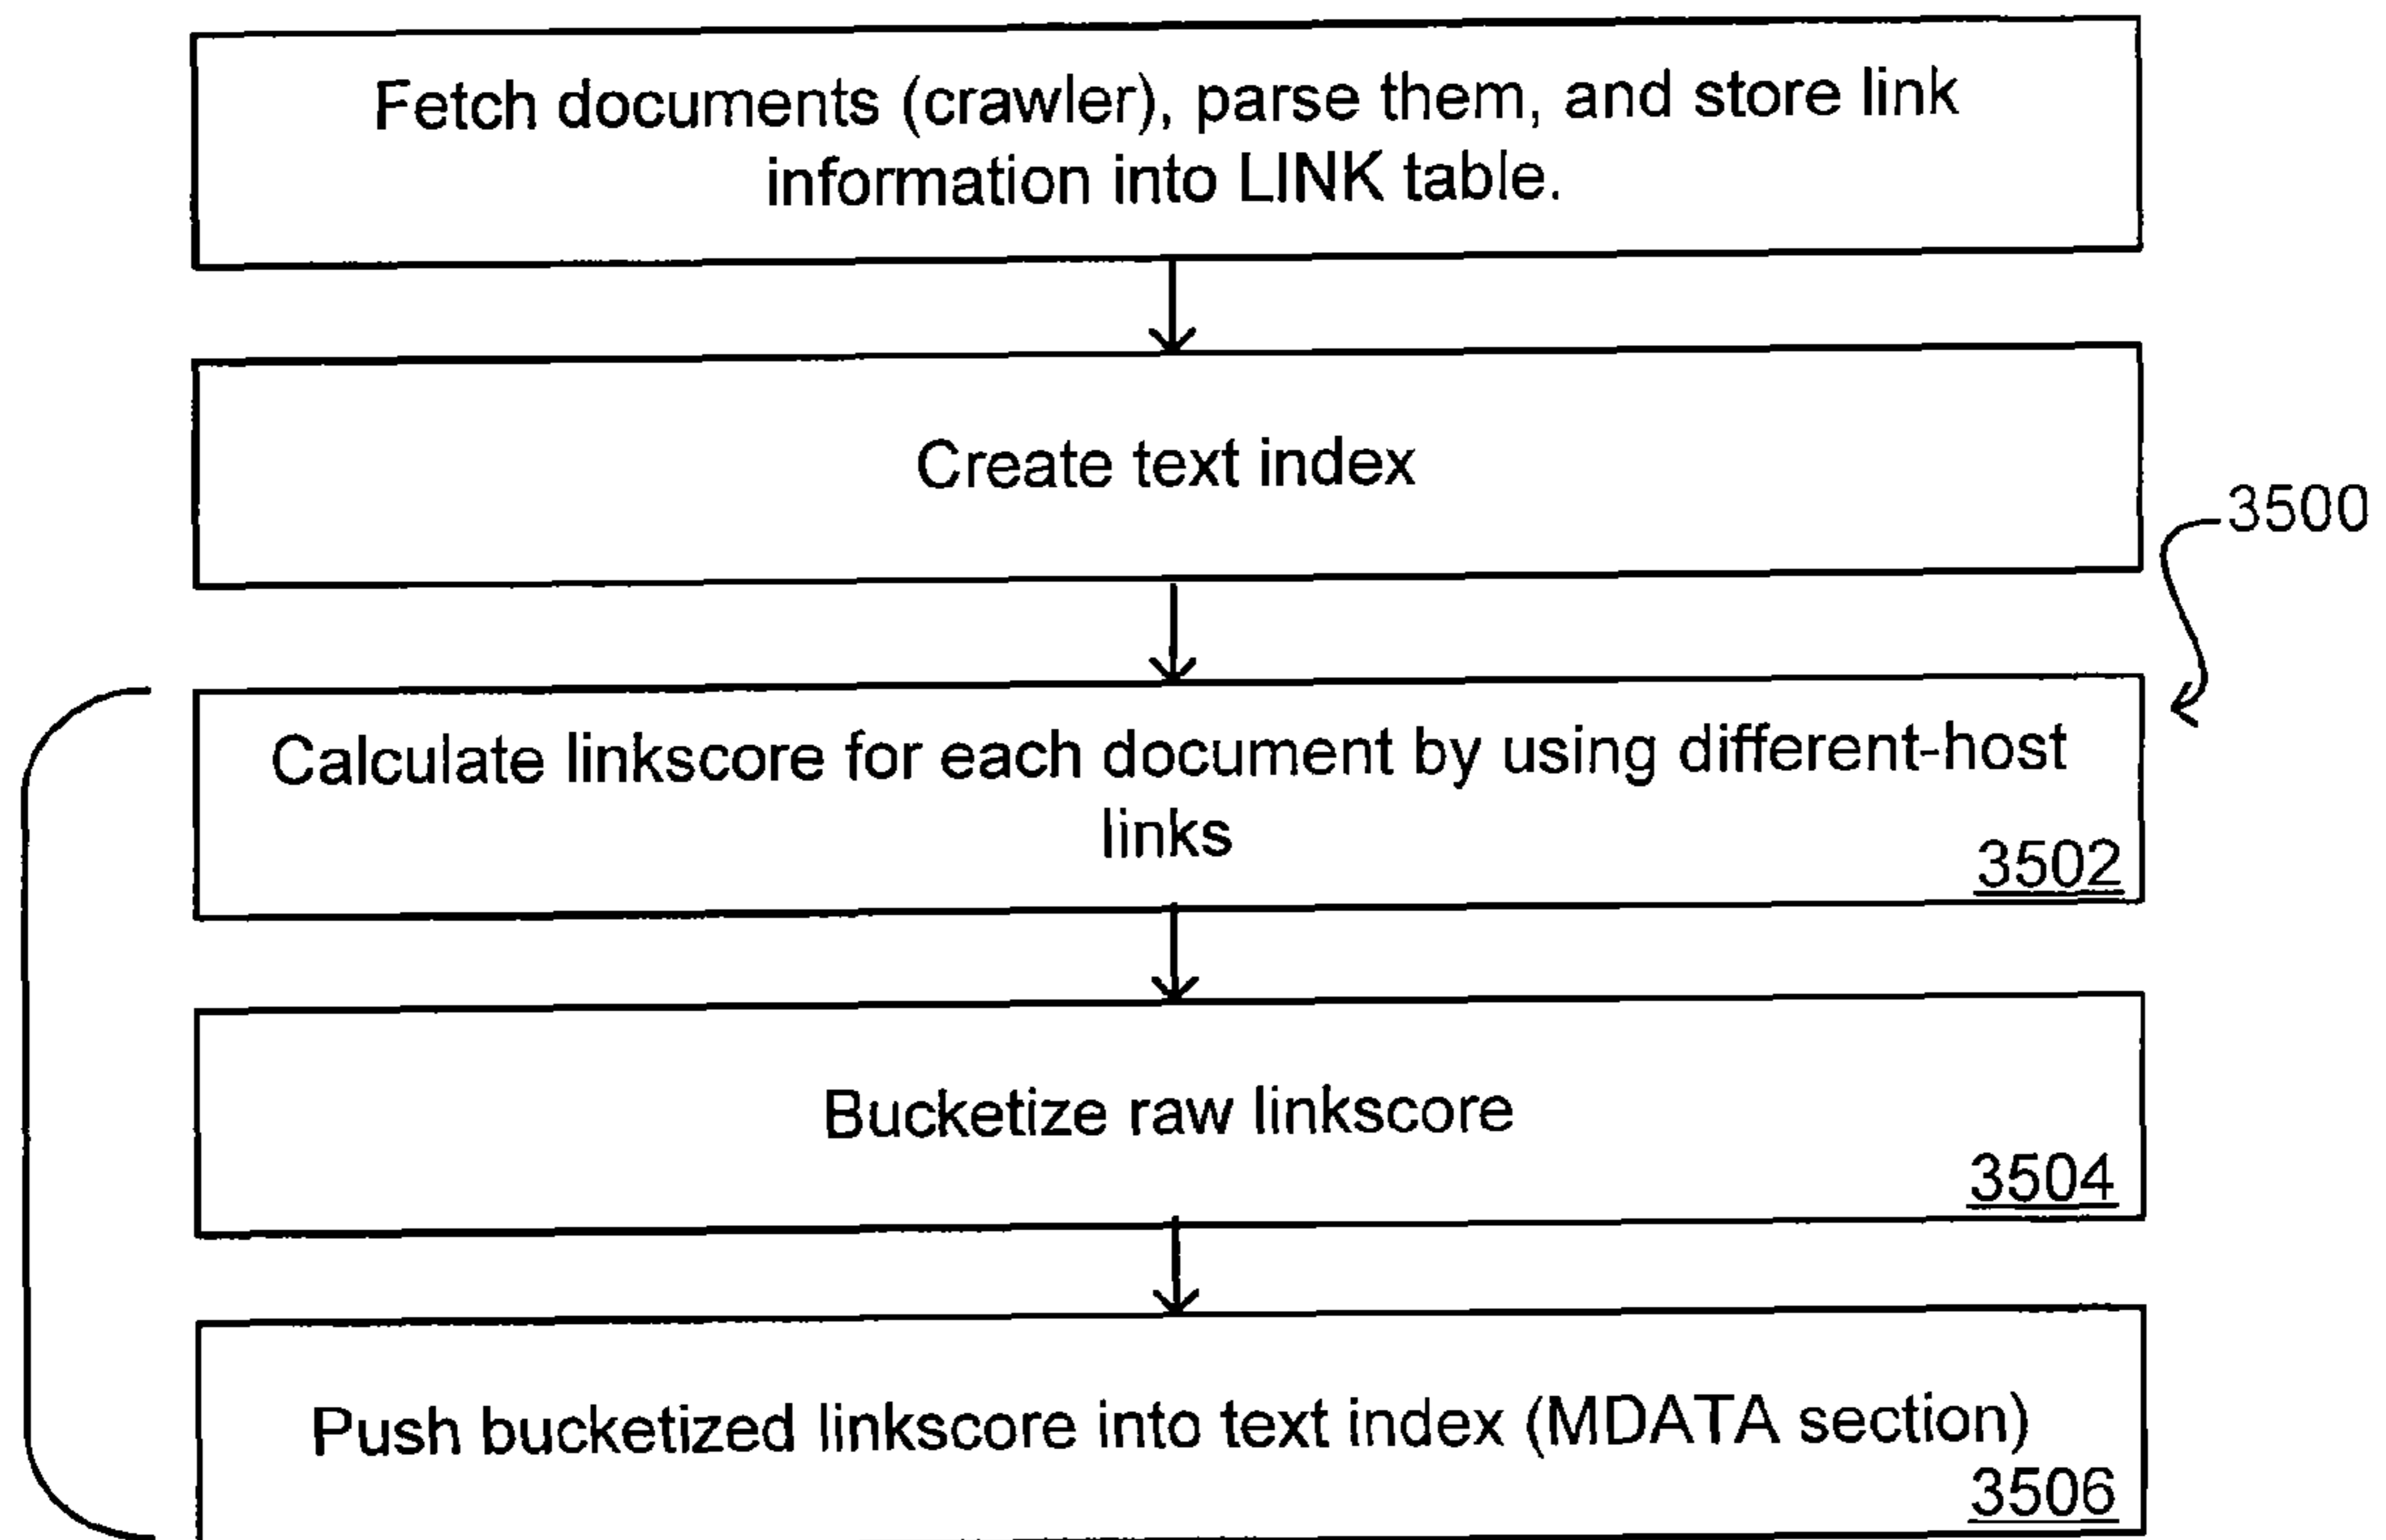 Fetch documents (crawler), parse them, and store link
information into LINK table.
Create text index
3500
Calculate linkscore for each document by using different-host
links
3502
Bucketize raw linkscore
3504
Push bucketized linkscore into text index (MDATA section)
3506